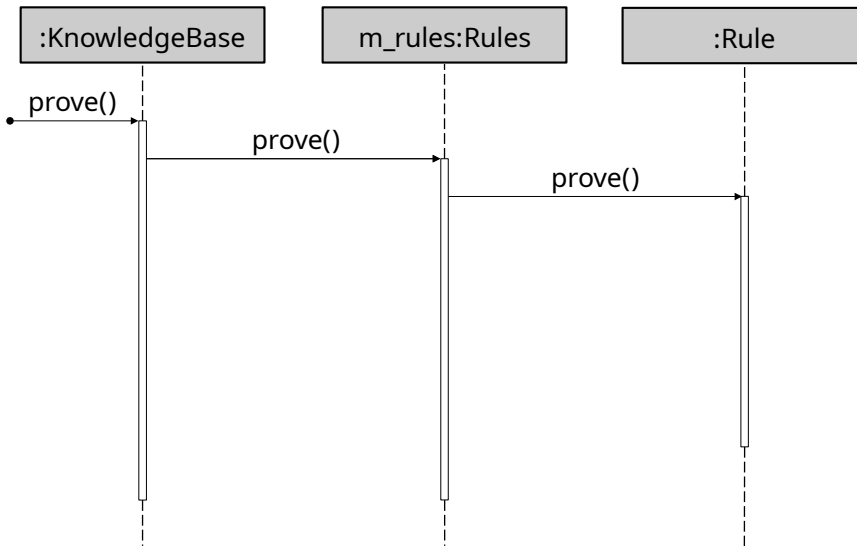 :KnowledgeBase
m_rules:Rules
:Rule
prove()
prove()
prove()